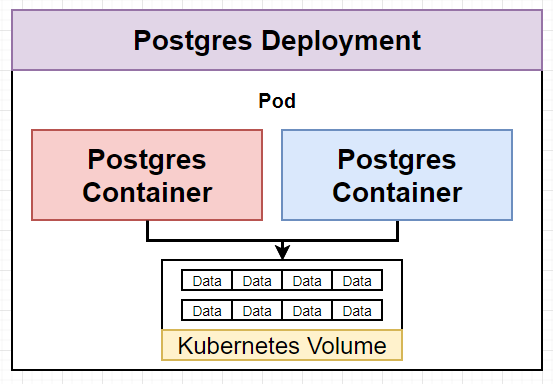 Postgres Deployment
Pod
Postgres
Container
Postgres
Container
Data Data Data Data
Data Data Data Data
Kubernetes Volume